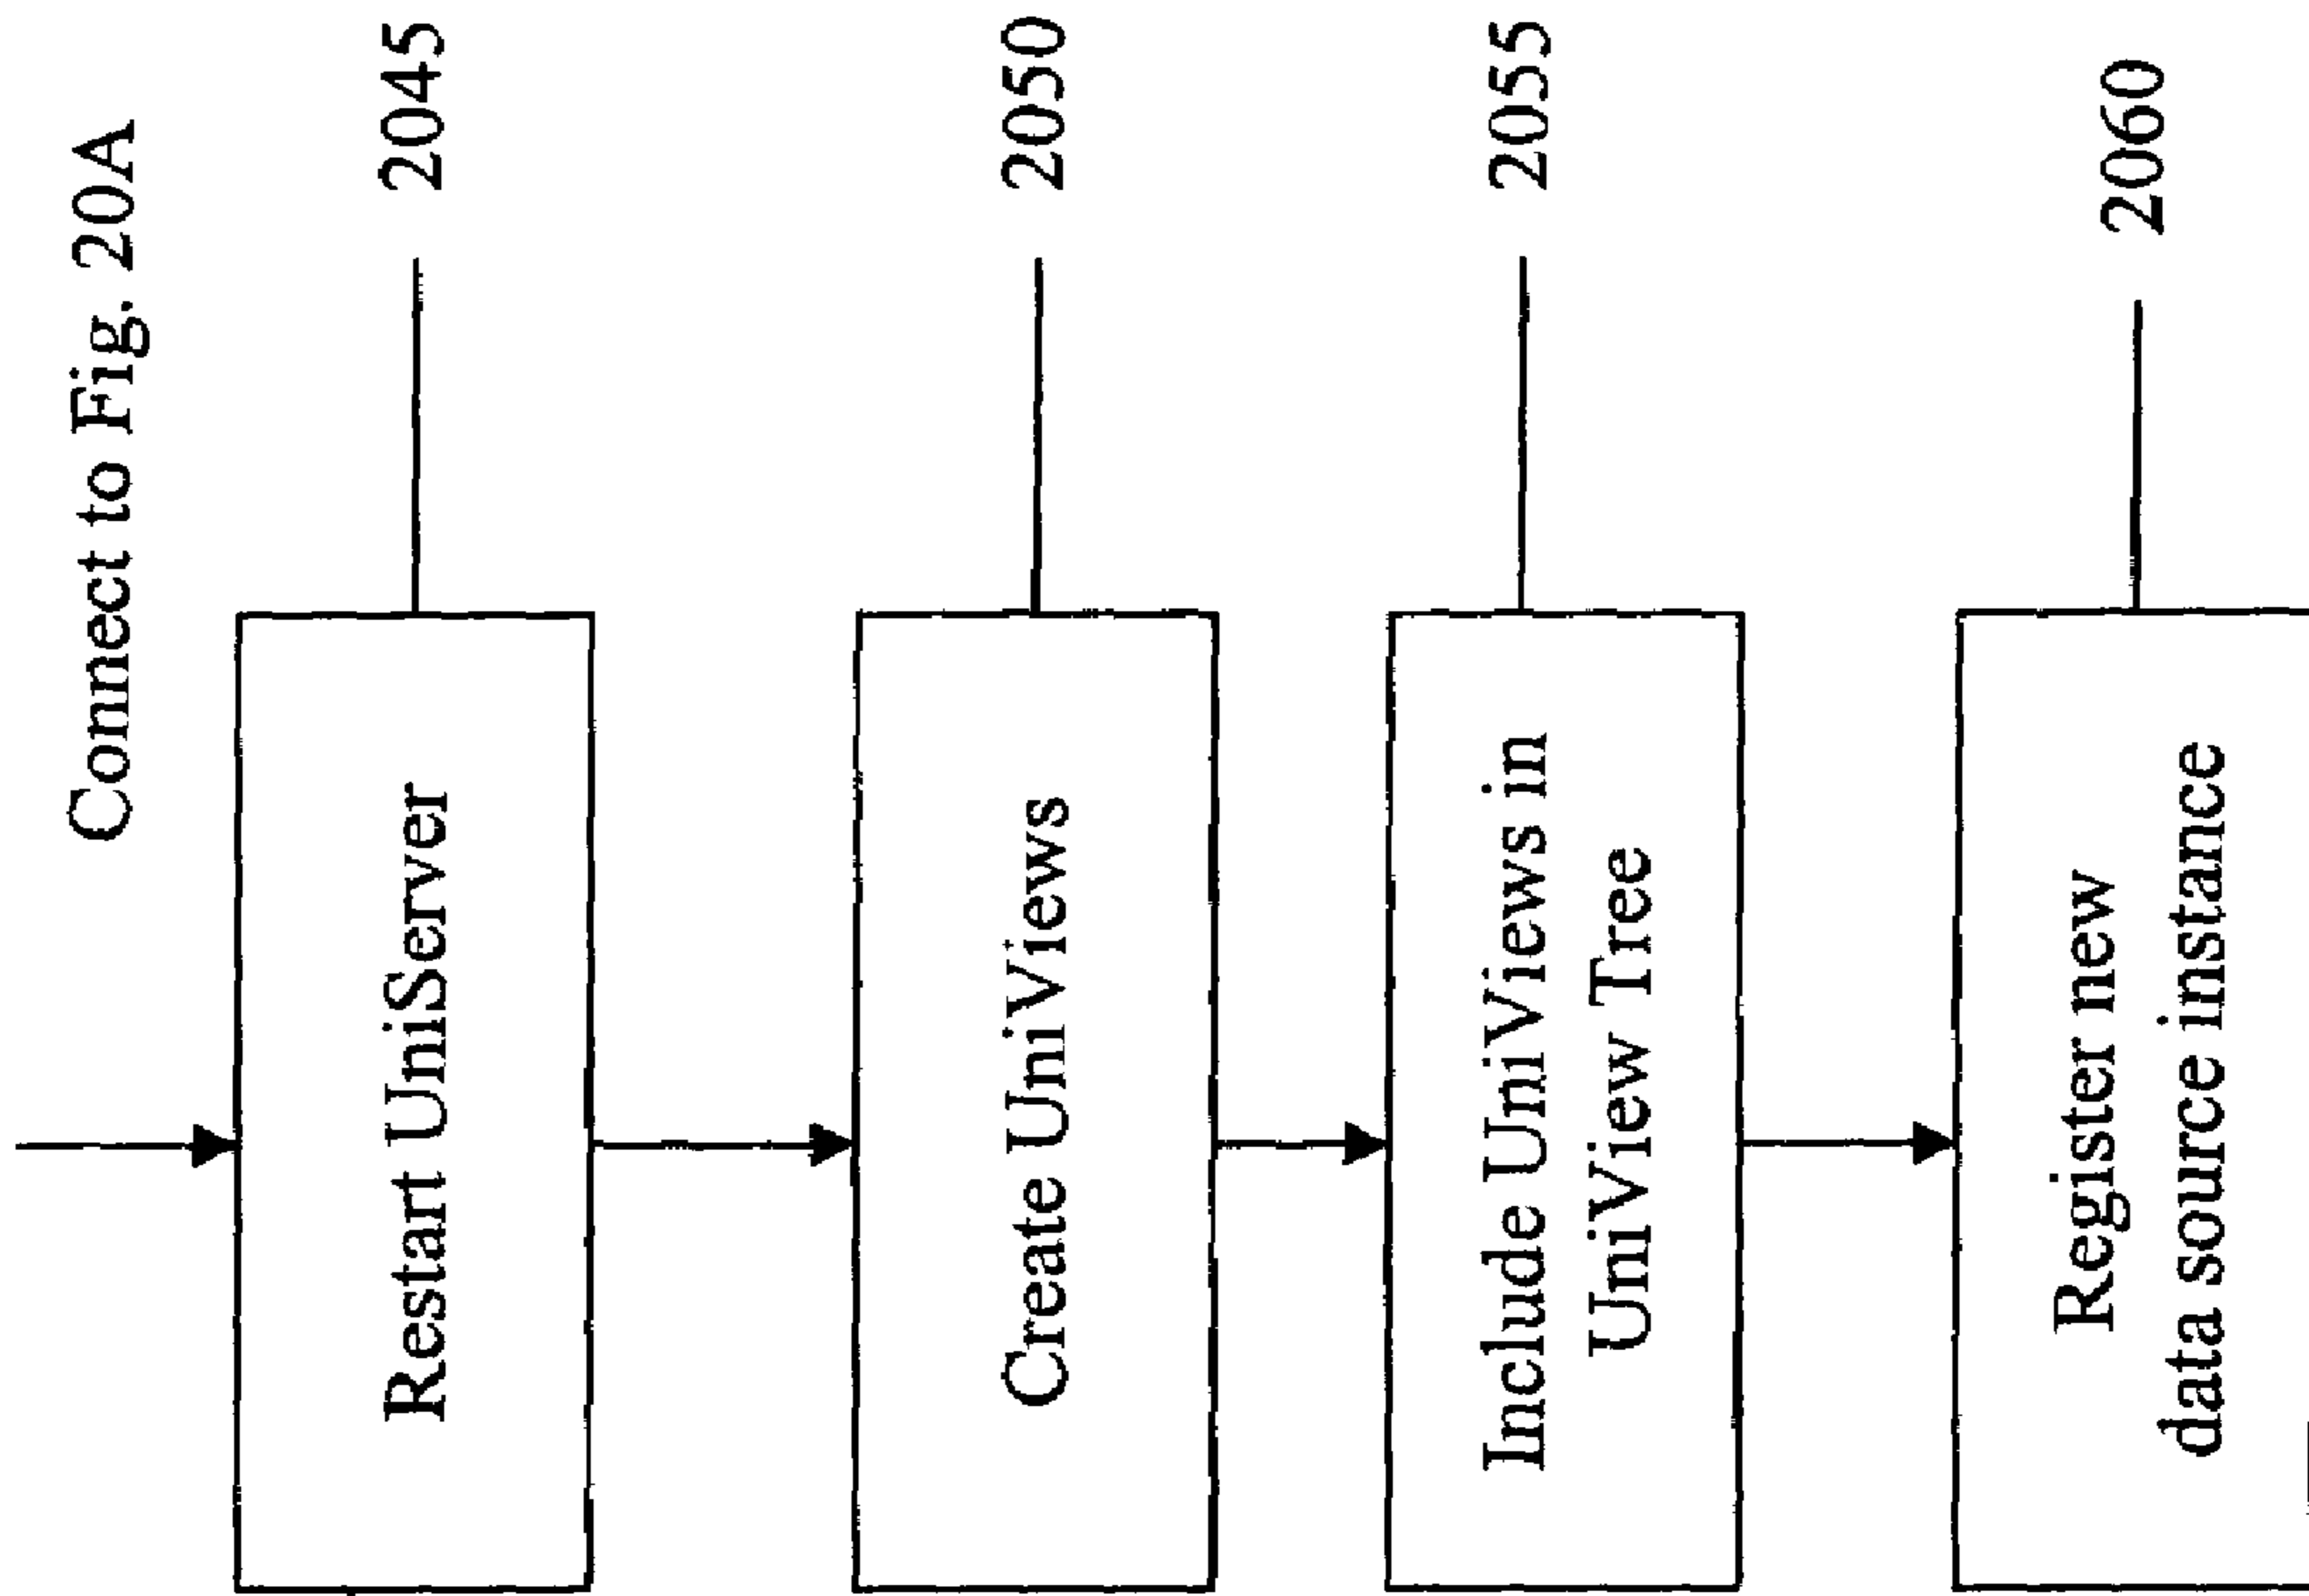 Connect to Fig. 20A
Restart UniServer
2045
Create UniViews
2050
Include UniViews in
UniView Tree
2055
Register new
data source instance
2060